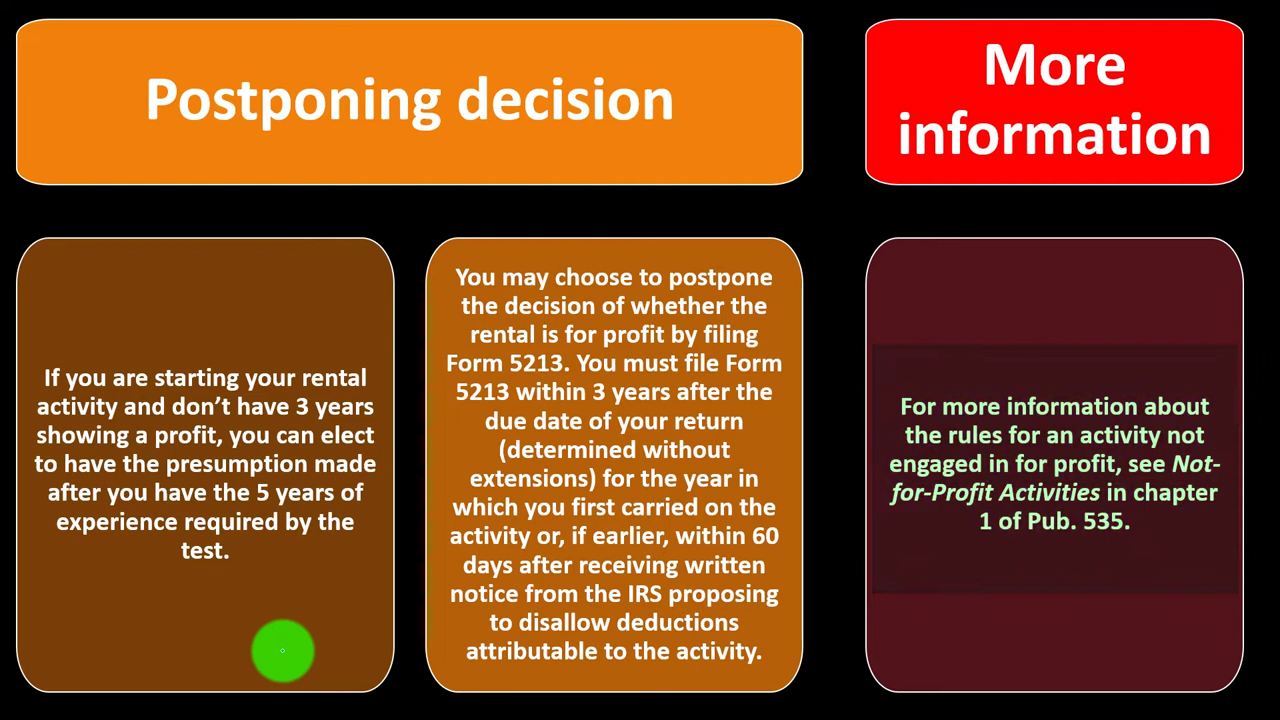 Postponing decision
More
information
If you are starting your rental
activity and don’t have 3 years
showing a profit, you can elect
to have the presumption made
after you have the 5 years of
experience required by the
test.
You may choose to postpone
the decision of whether the
rental is for profit by filing
Form 5213. You must file Form
5213 within 3 years after the
due date of your return
(determined without
extensions) for the year in
which you first carried on the
activity or, if earlier, within 60
days after receiving written
notice from the IRS proposing
to disallow deductions
attributable to the activity.
For more information about
the rules for an activity not
engaged in for profit, see Not-
for-Profit Activities in chapter
1 of Pub. 535.